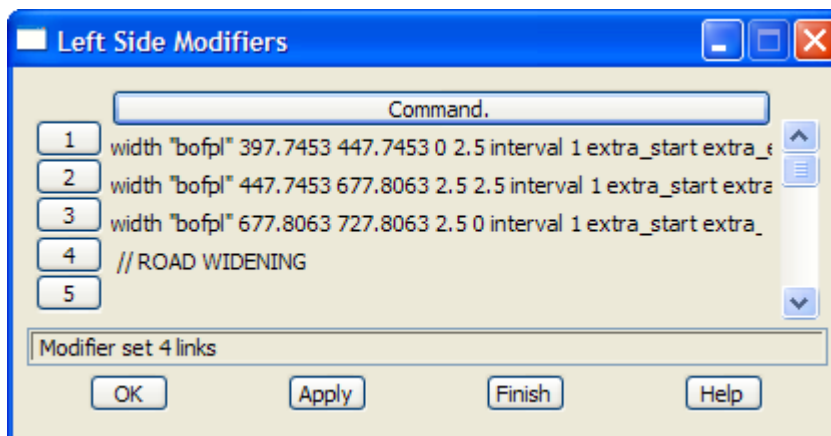 Left Side Modifiers
Command.
1 width "bofpl" 397.7453 447.7453 0 2.5 interval 1 extra_start
2 width "bofpl" 447.7453 677.8063 2.5 2.5 interval 1 extra_start extra
3 width "bofpl" 677.8063 727.8063 2.5 0 interval 1 extra_start extra_
4 // ROAD WIDENING
5
Modifier set 4 links
OK Apply Finish Help